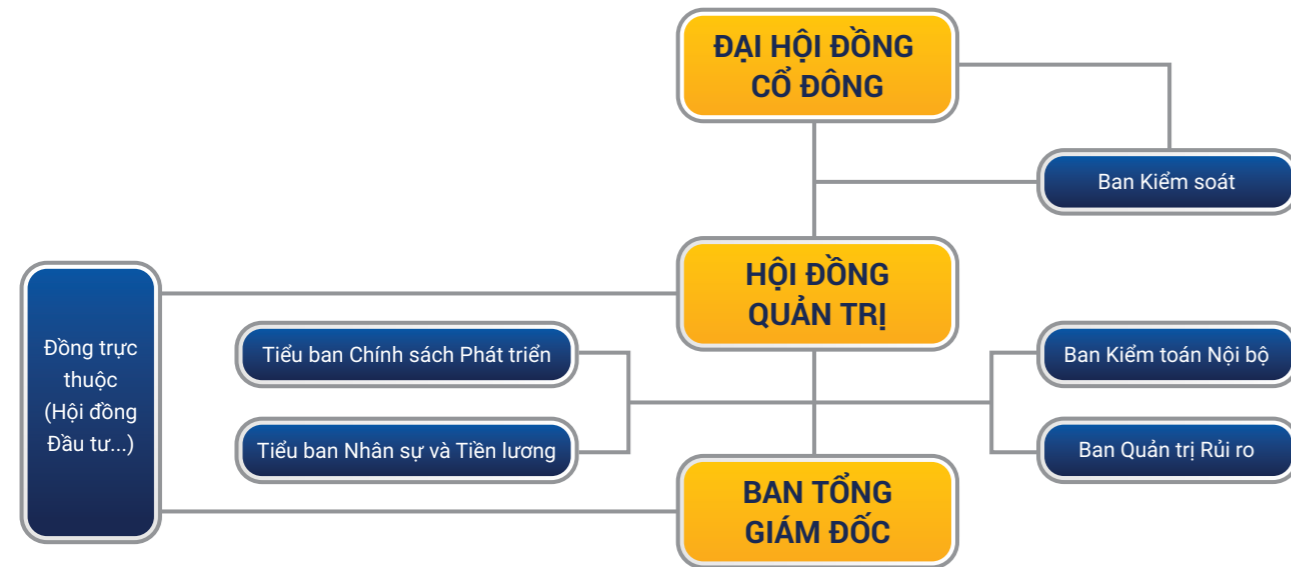 ĐẠI HỘI ĐỒNG
CỔ ĐÔNG
Ban Kiểm soát
HỘI ĐỒNG
QUẢN TRỊ
Đồng trực
thuộc
(Hội đồng
Đầu tư...)
Tiểu ban Chính sách Phát triển
Ban Kiểm toán Nội bộ
Tiểu ban Nhân sự và Tiền lương
Ban Quản trị Rủi ro
BAN TỔNG
GIÁM ĐỐC